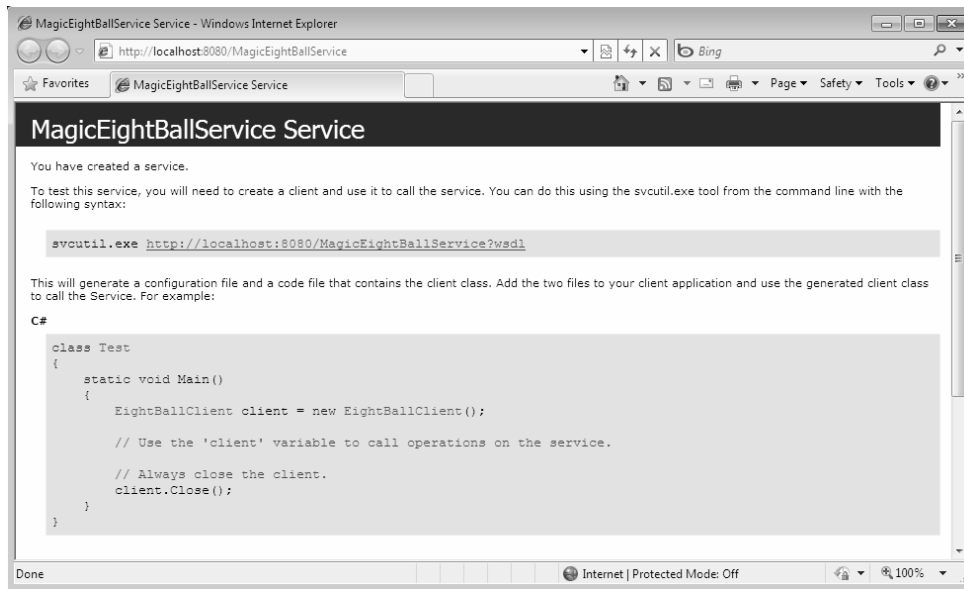 MagicEightBallService Service - Windows Internet Explorer
http://localhost:8080/MagicEightBallService
Bing
Favorites
MagicEightBallService Service
Page
Safety
Tools
MagicEightBallService Service
You have created a service.
To test this service, you will need to create a client and use it to call the service. You can do this using the svcutil.exe tool from the command line with the
following syntax:
svcutil.exe http://localhost:8080/MagicEightBallService?wsdl
This will generate a configuration file and a code file that contains the client class. Add the two files to your client application and use the generated client class
to call the Service. For example:
C#
class Test
{
static void Main()
{
EightBallClient client = new EightBallClient();
// Use the 'client' variable to call operations on the service.
// Always close the client.
client.Close();
}
}
Done
Internet | Protected Mode: Off
100%